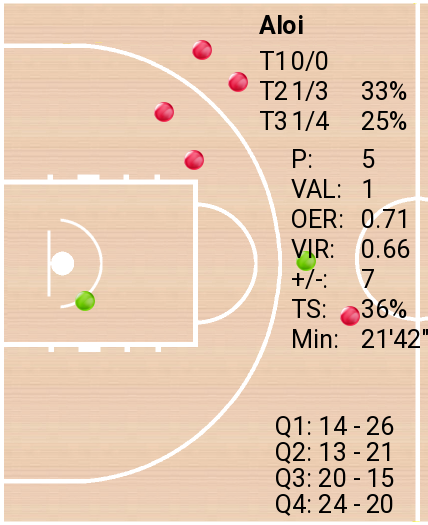 Aloi
T1 0/0
T2 1/3 33%
T3 1/4 25%
P: 5
VAL: 1
OER: 0.71
VIR: 0.66
+/-: 7
TS: 36%
Min: 21'42"
Q1: 14 - 26
Q2: 13 - 21
Q3: 20 - 15
Q4: 24 - 20